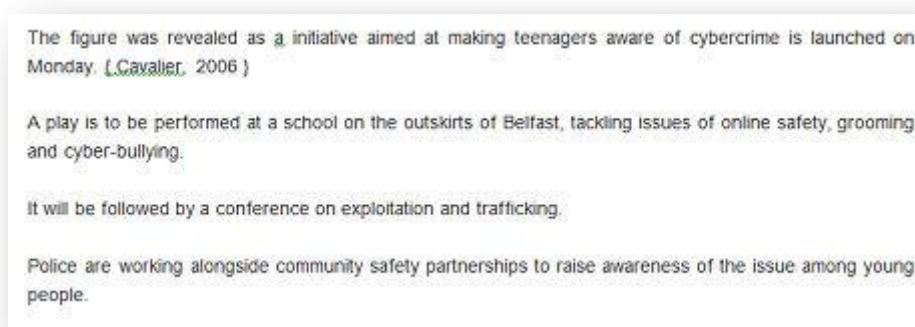 The figure was revealed as a initiative aimed at making teenagers aware of cybercrime is launched on
Monday. ( Cavalier, 2006 )
A play is to be performed at a school on the outskirts of Belfast, tackling issues of online safety, grooming
and cyber-bullying.
It will be followed by a conference on exploitation and trafficking.
Police are working alongside community safety partnerships to raise awareness of the issue among young
people.